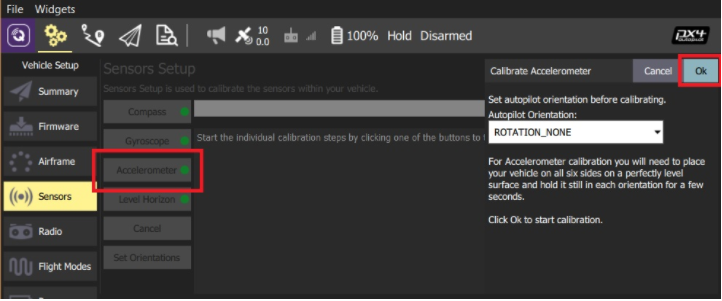 File Widgets
10
0.0
100% Hold Disarmed
PX4
Vehicle Setup
Sensors Setup
Calibrate Accelerometer
Cancel
Ok
Summary
Sensors Setup is used to calibrate the sensors within your vehicle.
Compass
Set autopilot orientation before calibrating.
Autopilot Orientation:
Firmware
Gyroscope
Start the individual calibration steps by clicking one of the buttons to t
ROTATION_NONE
Airframe
Accelerometer
For Accelerometer calibration you will need to place
your vehicle on all six sides on a perfectly level
surface and hold it still in each orientation for a few
seconds.
Sensors
Level Horizon
Click Ok to start calibration.
Radio
Cancel
Flight Modes
Set Orientations